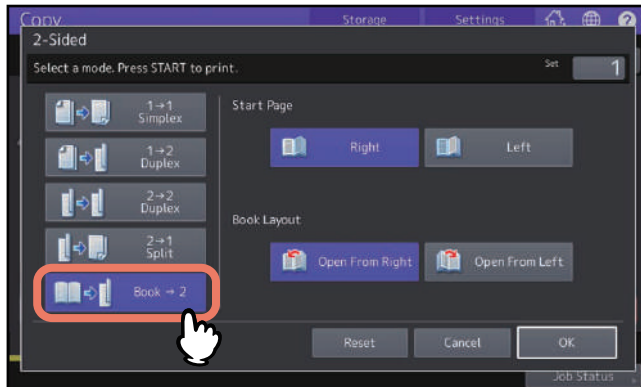 Copy
Storage
Settings
2-Sided
Select a mode. Press START to print.
Set
1
1→1
Simplex
1→2
Duplex
2→2
Duplex
2→1
Split
Book → 2
Start Page
Right
Left
Book Layout
Open From Right
Open From Left
Reset
Cancel
OK
Job Status